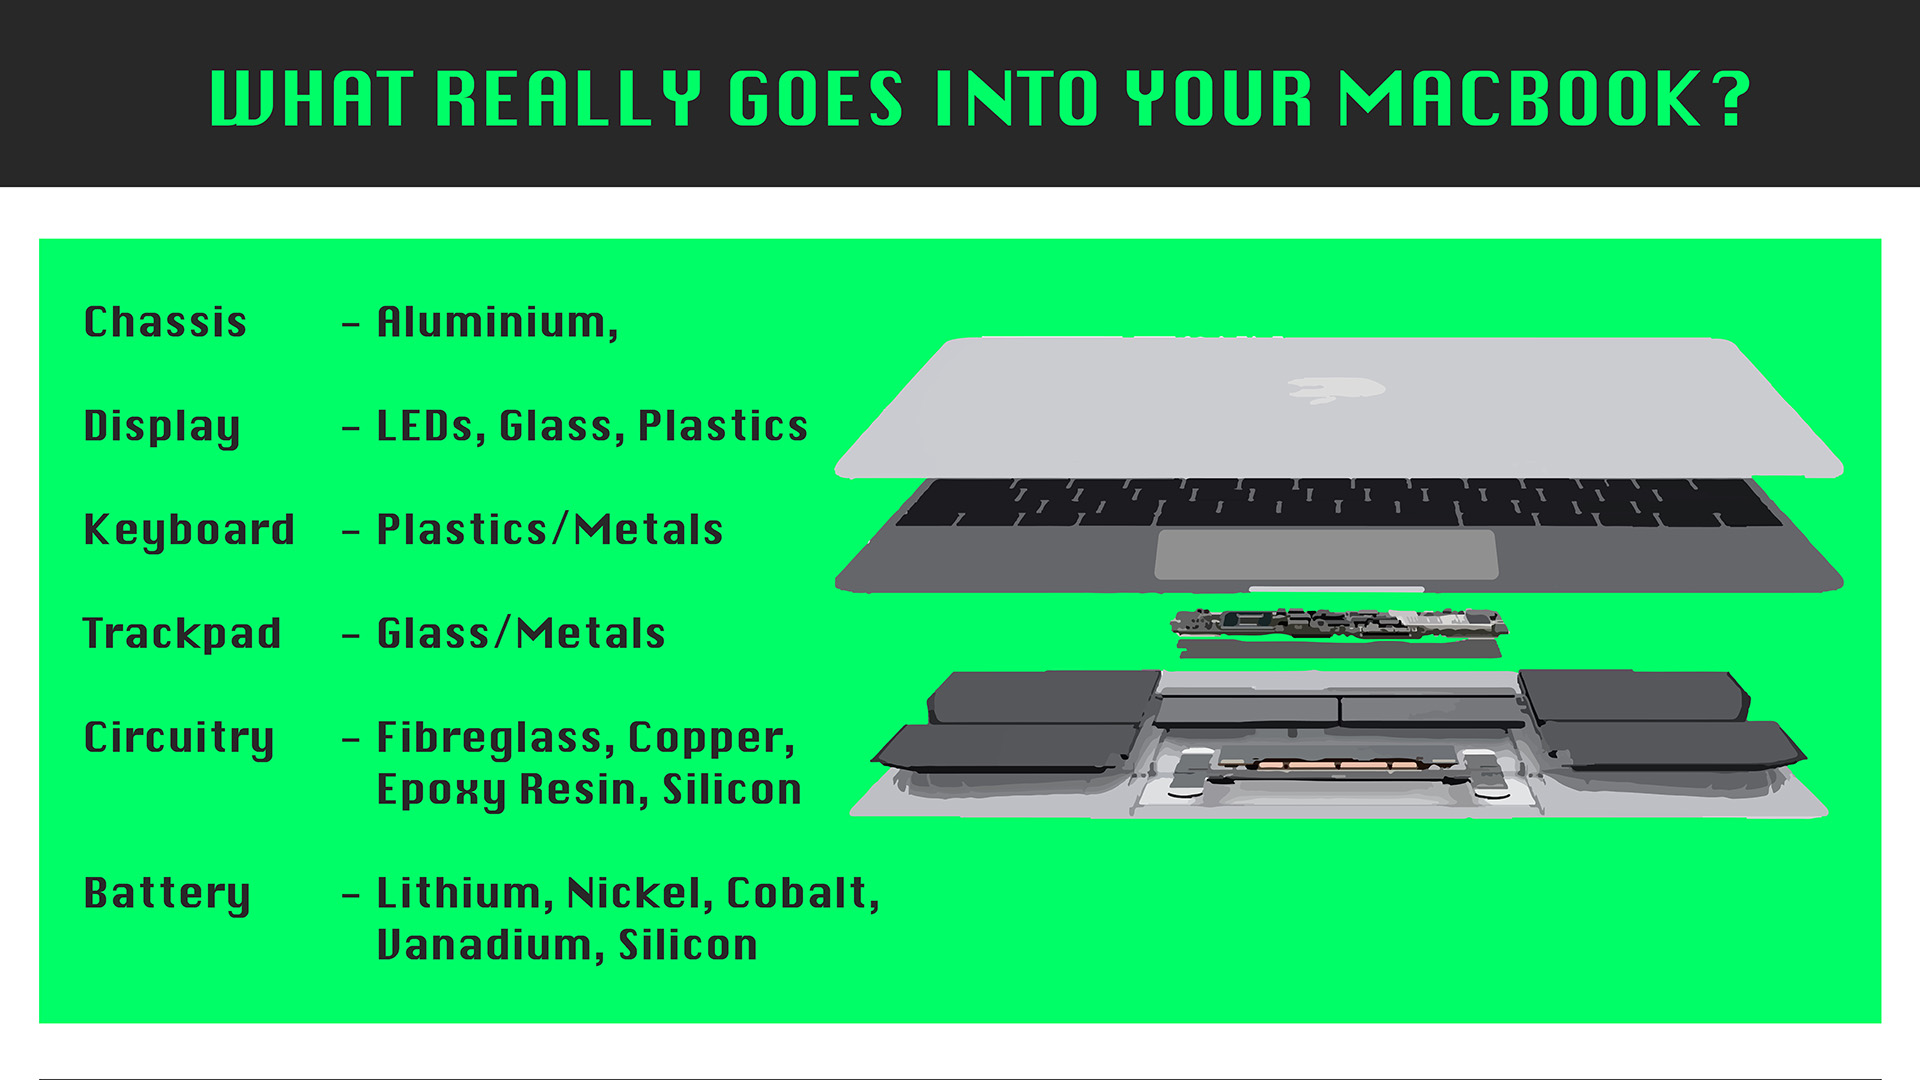 WHAT REALLY GOES INTO YOUR MACBOOK?
Chassis - Aluminium,
Display - LEDs, Glass, Plastics
Keyboard - Plastics/Metals
Trackpad - Glass/Metals
Circuitry - Fibreglass, Copper,
Epoxy Resin, Silicon
Battery - Lithium, Nickel, Cobalt,
Vanadium, Silicon